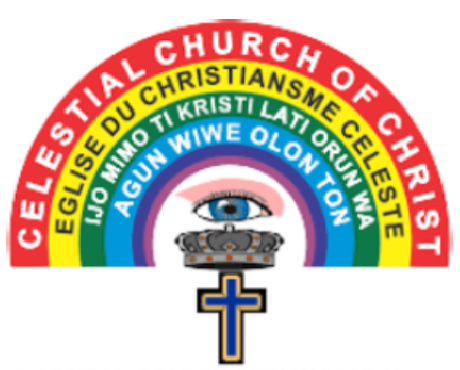 CELESTIAL CHURCH OF CHRIST
EGLISE DU CHRISTIANSME CELESTE
IJO MIMO TI KRISTI LATI ORUN WA
AGUN WIWE OLON TON